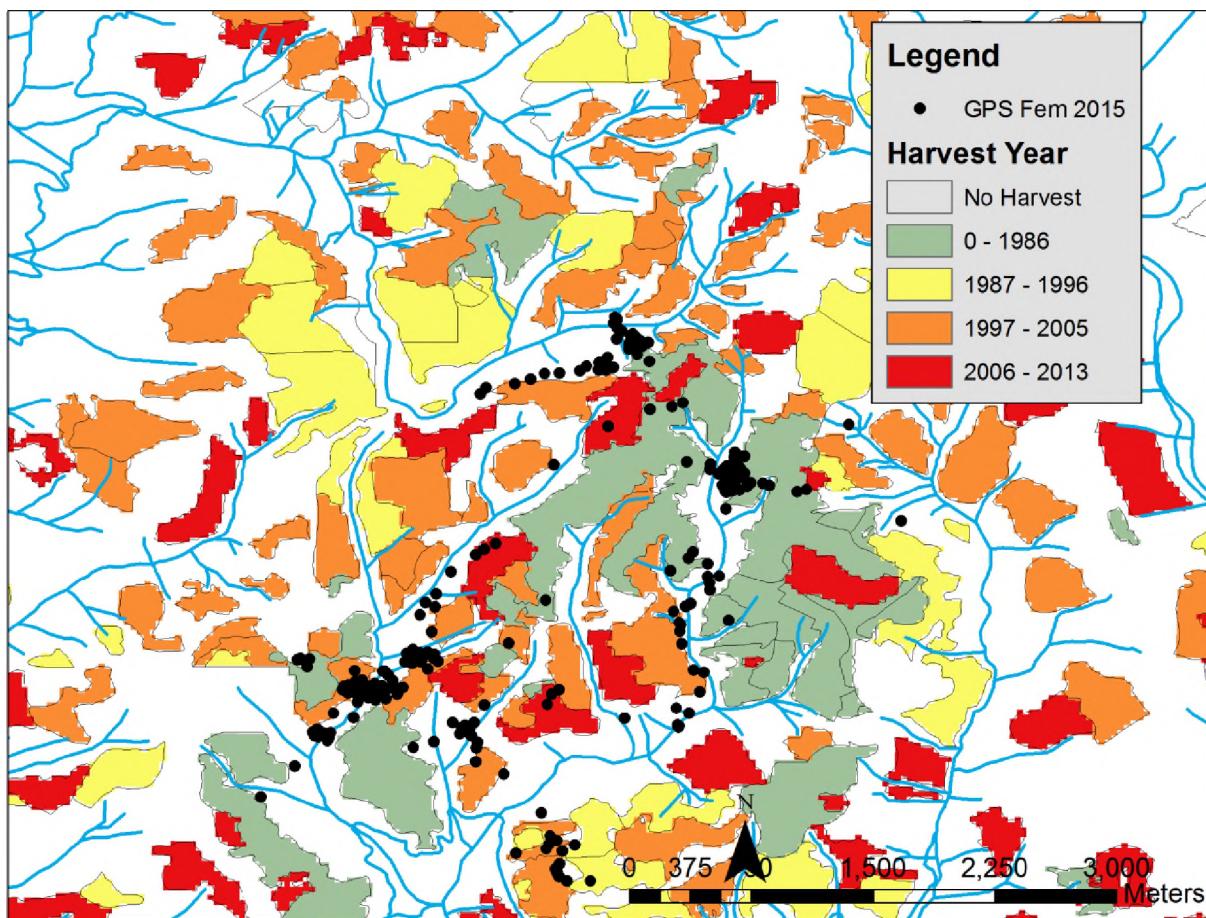 Legend
GPS Fem 2015
Harvest Year
No Harvest
0 - 1986
1987 - 1996
1997 - 2005
2006 - 2013
N
0 375 1,500 2,250 3,000
Meters